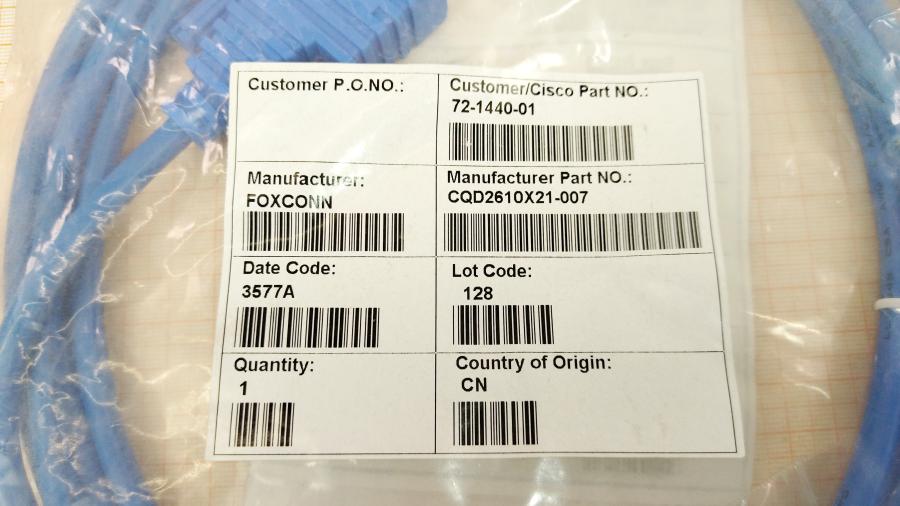 Customer P.O.NO.:
Customer/Cisco Part NO.:
72-1440-01
Manufacturer:
FOXCONN
Manufacturer Part NO.:
CQD2610X21-007
Date Code:
3577A
Lot Code:
128
Quantity:
1
Country of Origin:
CN